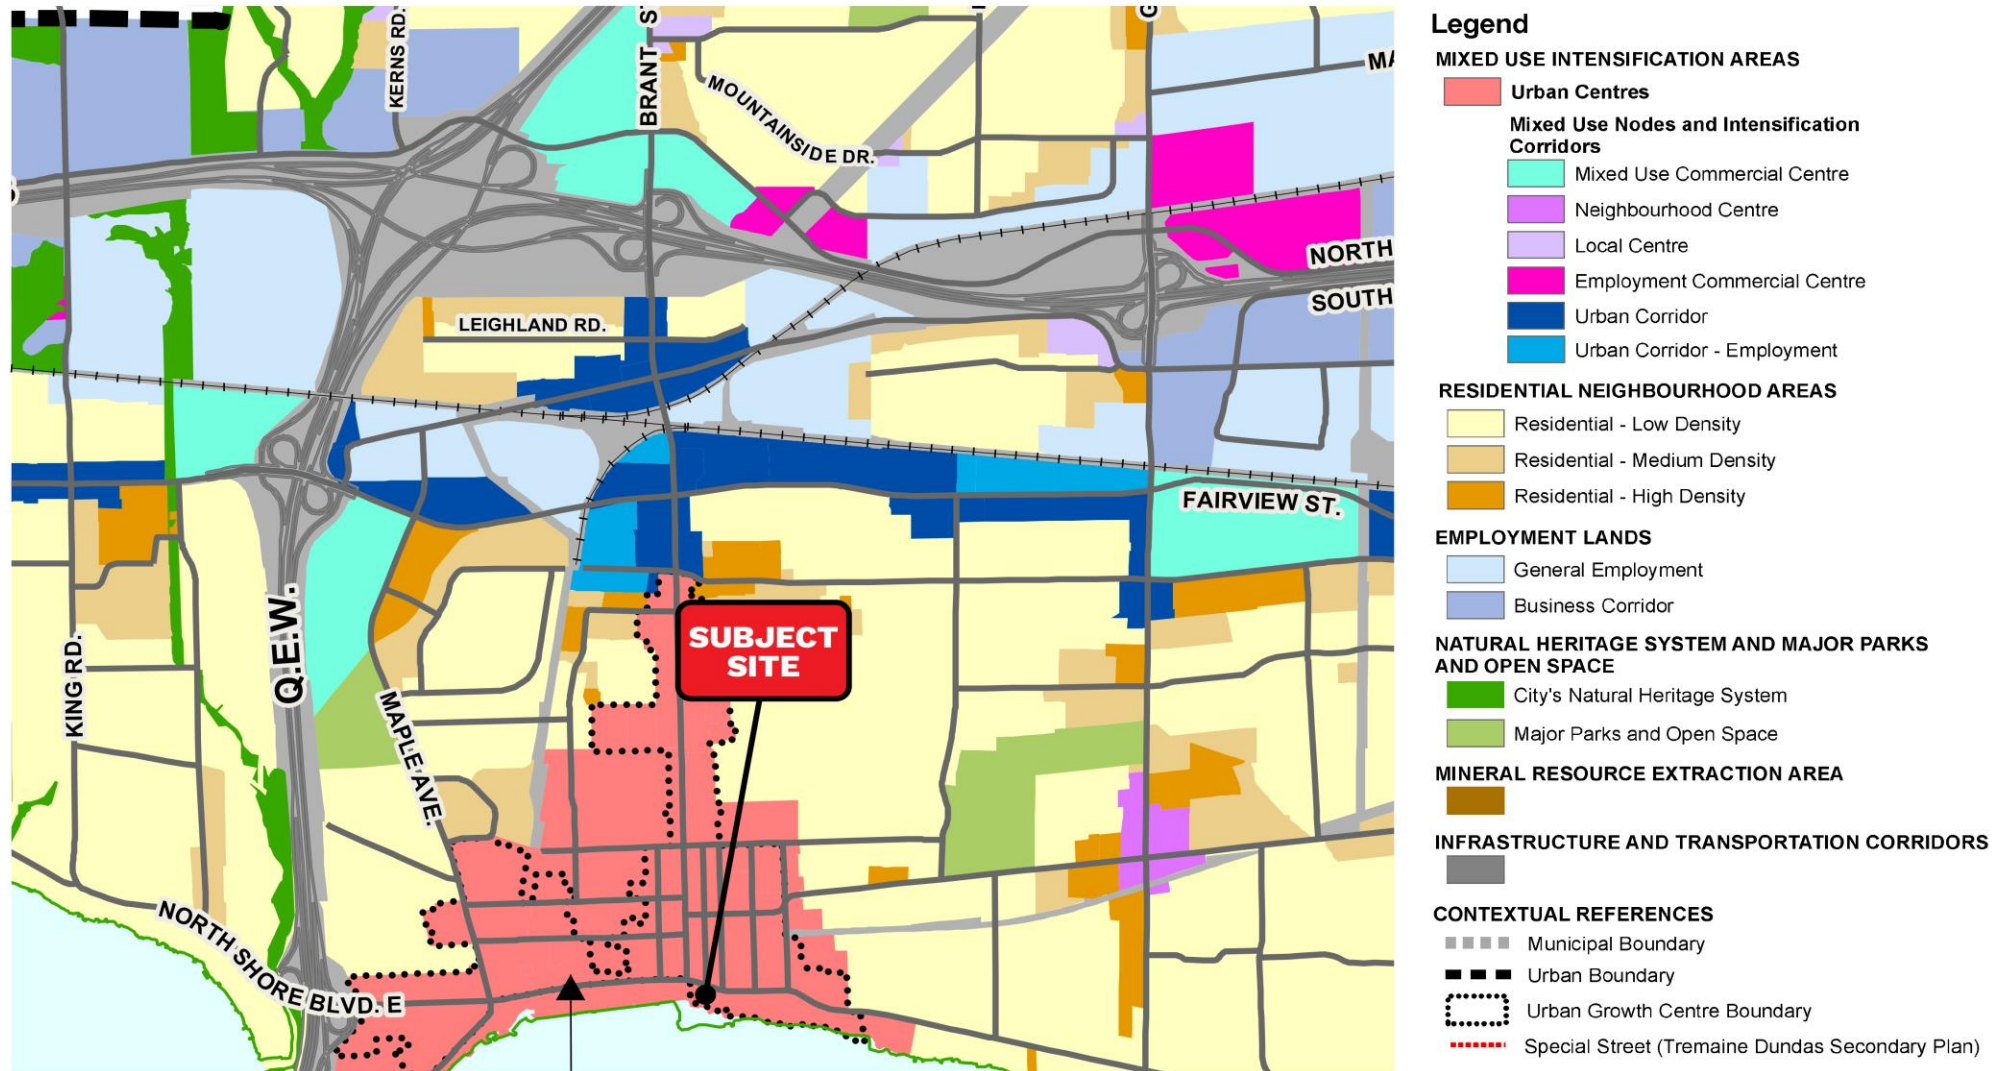 KERNS RD.
BRANT
MOUNTAINSIDE DR.
NORTH
SOUTH
LEIGHLAND RD.
FAIRVIEW ST.
Q.E.W.
KING RD.
MAPLE AVE.
SUBJECT
SITE
NORTH SHORE BLVD. E
Legend
MIXED USE INTENSIFICATION AREAS
Urban Centres
Mixed Use Nodes and Intensification
Corridors
Mixed Use Commercial Centre
Neighbourhood Centre
Local Centre
Employment Commercial Centre
Urban Corridor
Urban Corridor - Employment
RESIDENTIAL NEIGHBOURHOOD AREAS
Residential - Low Density
Residential - Medium Density
Residential - High Density
EMPLOYMENT LANDS
General Employment
Business Corridor
NATURAL HERITAGE SYSTEM AND MAJOR PARKS
AND OPEN SPACE
City's Natural Heritage System
Major Parks and Open Space
MINERAL RESOURCE EXTRACTION AREA
INFRASTRUCTURE AND TRANSPORTATION CORRIDORS
CONTEXTUAL REFERENCES
Municipal Boundary
Urban Boundary
Urban Growth Centre Boundary
Special Street (Tremaine Dundas Secondary Plan)